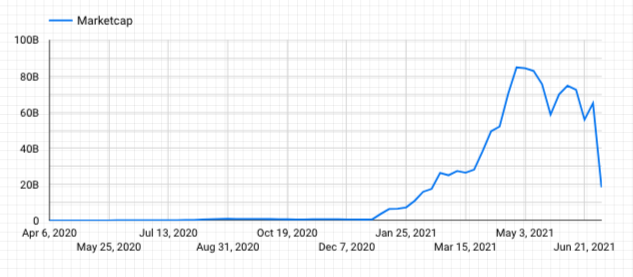 Marketcap
100B
80B
60B
40B
20B
0
Apr 6, 2020
May 25, 2020
Jul 13, 2020
Aug 31, 2020
Oct 19, 2020
Dec 7, 2020
Jan 25, 2021
Mar 15, 2021
May 3, 2021
Jun 21, 2021